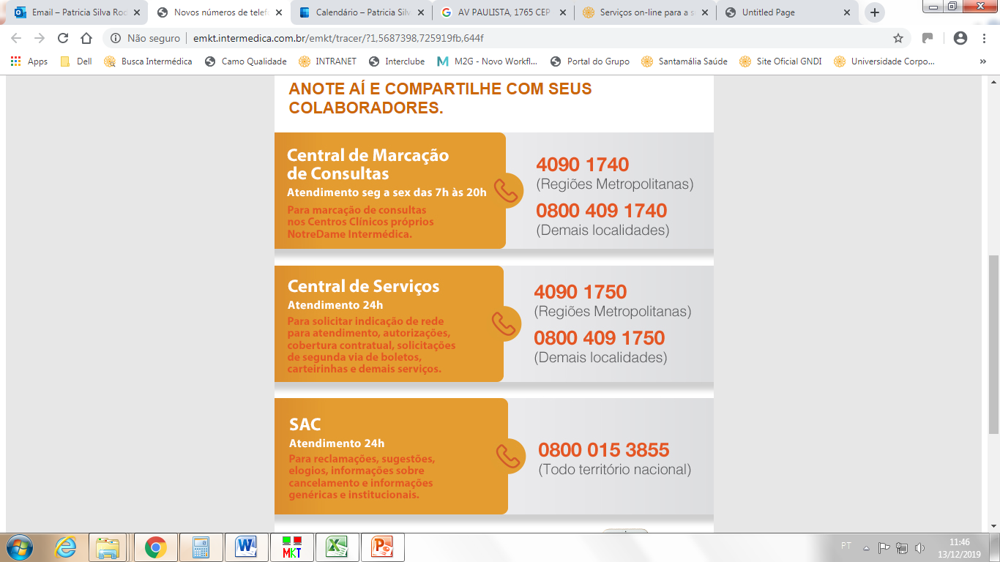 Email – Patricia Silva Rod
Novos números de telef
Calendário – Patricia Silv
AV PAULISTA, 1765 CEP
Serviços on-line para a s
Untitled Page
Não seguro | emkt.intermedica.com.br/emkt/tracer/?1,5687398,725919fb,644f
Apps Dell Busca Intermédica Camo Qualidade INTRANET Interclube M2G - Novo Workfl... Portal do Grupo Santamália Saúde Site Oficial GNDI Universidade Corpo... »
ANOTE AÍ E COMPARTILHE COM SEUS
COLABORADORES.
Central de Marcação
de Consultas
Atendimento seg a sex das 7h às 20h
Para marcação de consultas
nos Centros Clínicos próprios
NotreDame Intermédica.
4090 1740
(Regiões Metropolitanas)
0800 409 1740
(Demais localidades)
Central de Serviços
Atendimento 24h
Para solicitar indicação de rede
para atendimento, autorizações,
cobertura contratual, solicitações
de segunda via de boletos,
carteirinhas e demais serviços.
4090 1750
(Regiões Metropolitanas)
0800 409 1750
(Demais localidades)
SAC
Atendimento 24h
Para reclamações, sugestões,
elogios, informações sobre
cancelamento e informações
genéricas e institucionais.
0800 015 3855
(Todo território nacional)
MKT
PT
11:46
13/12/2019